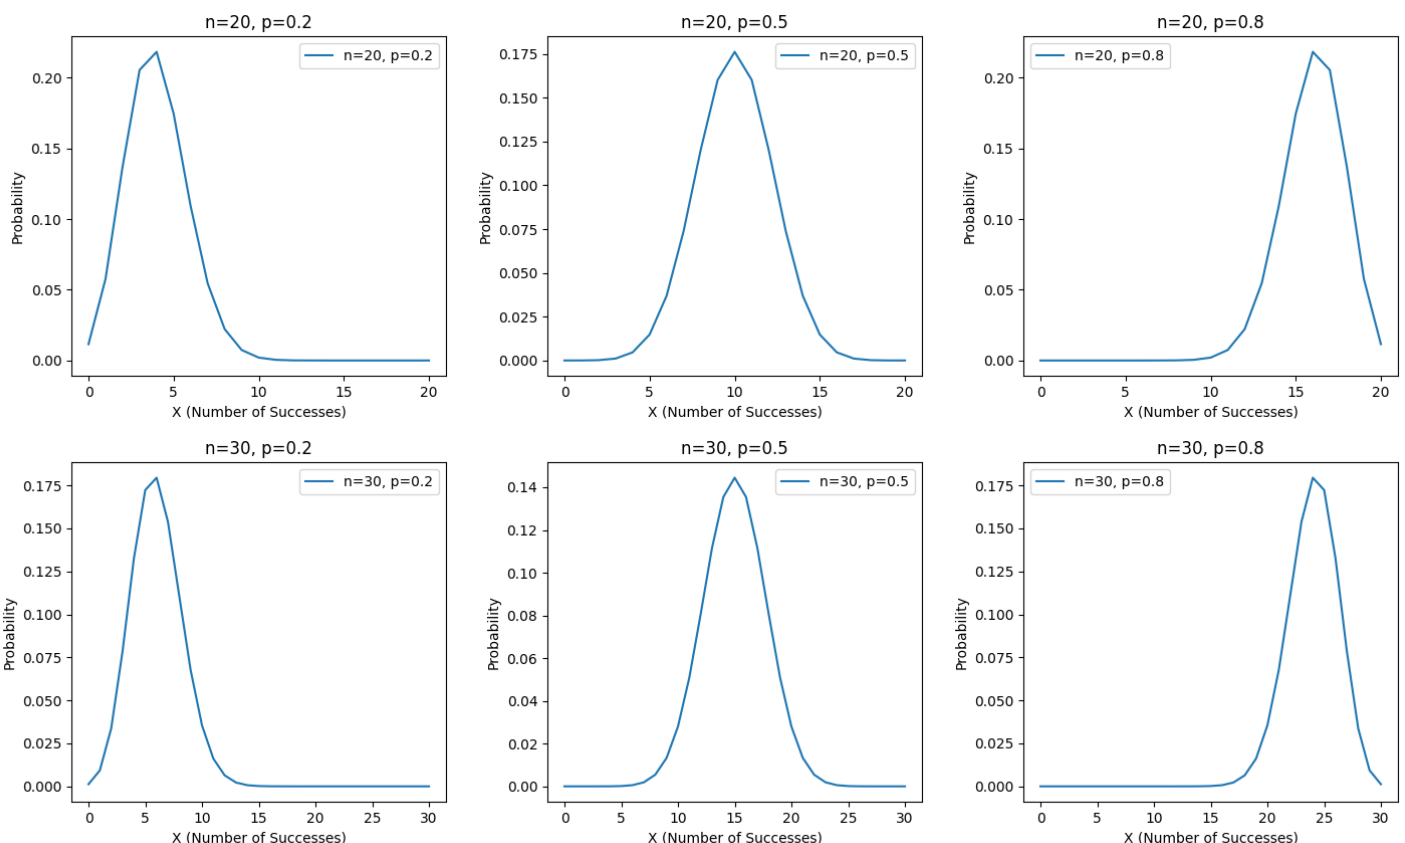 n=20, p=0.2
n=20, p=0.2
0.20
0.15
0.10
0.05
0.00
Probability
0 5 10 15 20
X (Number of Successes)
n=20, p=0.5
n=20, p=0.5
0.175
0.150
0.125
0.100
0.075
0.050
0.025
0.000
Probability
0 5 10 15 20
X (Number of Successes)
n=20, p=0.8
n=20, p=0.8
0.20
0.15
0.10
0.05
0.00
Probability
0 5 10 15 20
X (Number of Successes)
n=30, p=0.2
n=30, p=0.2
0.175
0.150
0.125
0.100
0.075
0.050
0.025
0.000
Probability
0 5 10 15 20 25 30
X (Number of Successes)
n=30, p=0.5
n=30, p=0.5
0.14
0.12
0.10
0.08
0.06
0.04
0.02
0.00
Probability
0 5 10 15 20 25 30
X (Number of Successes)
n=30, p=0.8
n=30, p=0.8
0.175
0.150
0.125
0.100
0.075
0.050
0.025
0.000
Probability
0 5 10 15 20 25 30
X (Number of Successes)